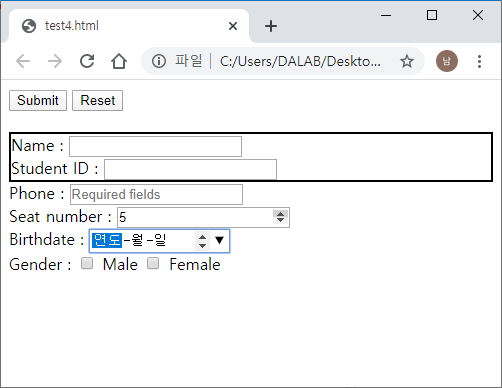 test4.html
파일 | C:/Users/DALAB/Deskto... 남
Submit Reset
Name :
Student ID :
Phone : Required fields
Seat number : 5
Birthdate : 연도-월-일
Gender : Male Female